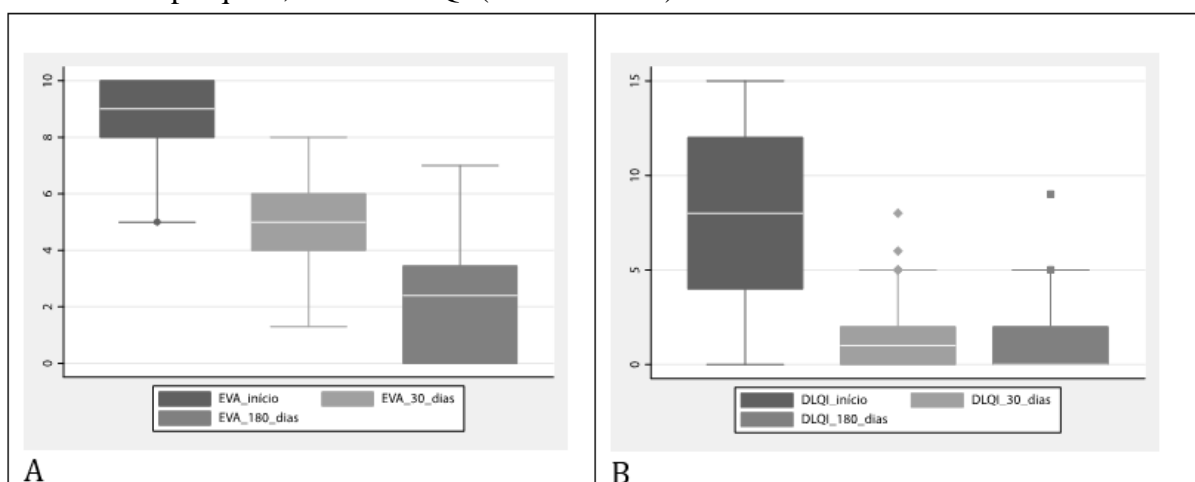 10
8
6
4
2
0
EVA_início
EVA_30_dias
EVA_180_dias
A
15
10
5
0
DLQI_início
DLQI_30_dias
DLQI_180_dias
B